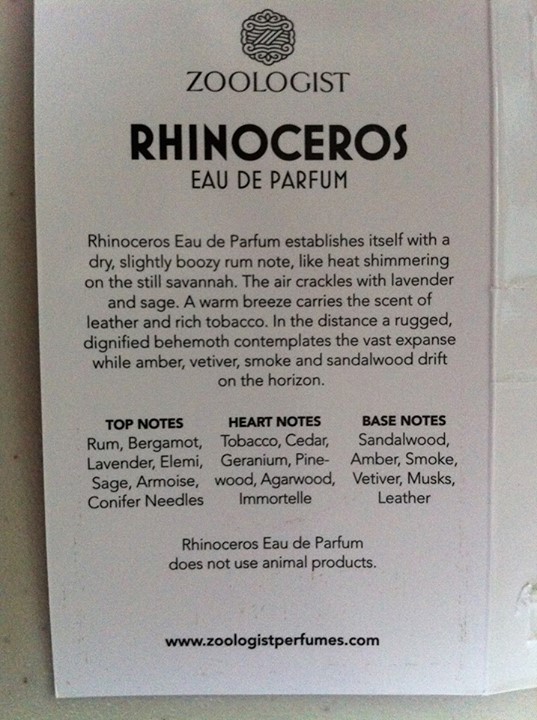 ZOOLOGIST
RHINOCEROS
EAU DE PARFUM
Rhinoceros Eau de Parfum establishes itself with a
dry, slightly boozy rum note, like heat shimmering
on the still savannah. The air crackles with lavender
and sage. A warm breeze carries the scent of
leather and rich tobacco. In the distance a rugged,
dignified behemoth contemplates the vast expanse
while amber, vetiver, smoke and sandalwood drift
on the horizon.
TOP NOTES
Rum, Bergamot,
Lavender, Elemi,
Sage, Armoise,
Conifer Needles
HEART NOTES
Tobacco, Cedar,
Geranium, Pine-
wood, Agarwood,
Immortelle
BASE NOTES
Sandalwood,
Amber, Smoke,
Vetiver, Musks,
Leather
Rhinoceros Eau de Parfum
does not use animal products.
www.zoologistperfumes.com